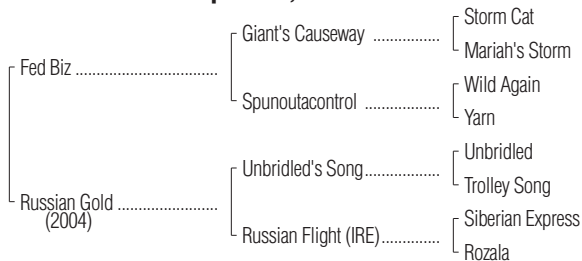 Storm Cat
Giant's Causeway ................
Mariah's Storm
Fed Biz .................................
Wild Again
Spunoutacontrol ..................
Yarn
Unbridled
Unbridled's Song..................
Trolley Song
Russian Gold .......................
(2004)
Siberian Express
Russian Flight (IRE)..............
Rozala